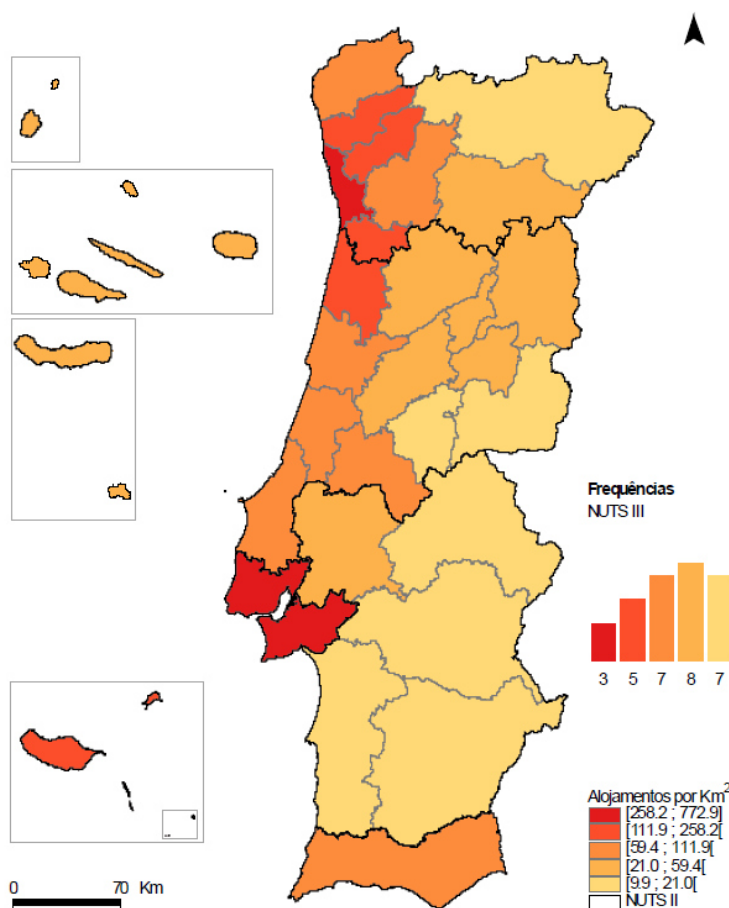 Frequências
NUTS III
3 5 7 8 7
Alojamentos por Km²
[258.2 ; 772.9]
[111.9 ; 258.2[
[59.4 ; 111.9[
[21.0 ; 59.4[
[9.9 ; 21.0[
NUTS II
0 70 Km